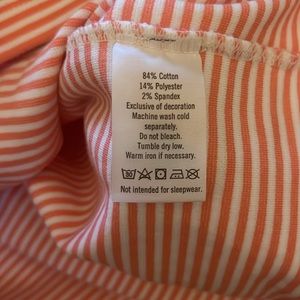 84% Cotton
14% Polyester
2% Spandex
Exclusive of decoration
Machine wash cold
separately.
Do not bleach.
Tumble dry low.
Warm iron if necessary.
Not intended for sleepwear.